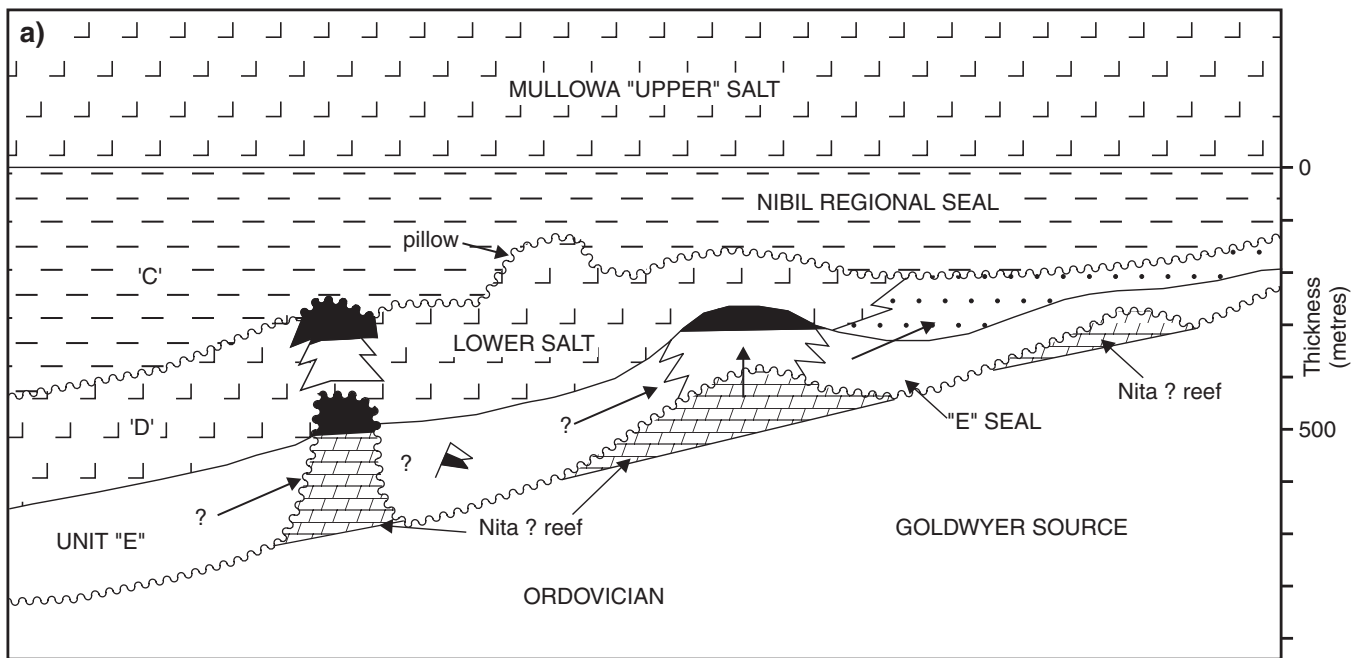 a)
MULLOWA "UPPER" SALT
0
NIBIL REGIONAL SEAL
pillow
'C'
Thickness
(metres)
LOWER SALT
Nita ? reef
?
"E" SEAL
'D'
500
?
?
Nita ? reef
GOLDWYER SOURCE
UNIT "E"
ORDOVICIAN